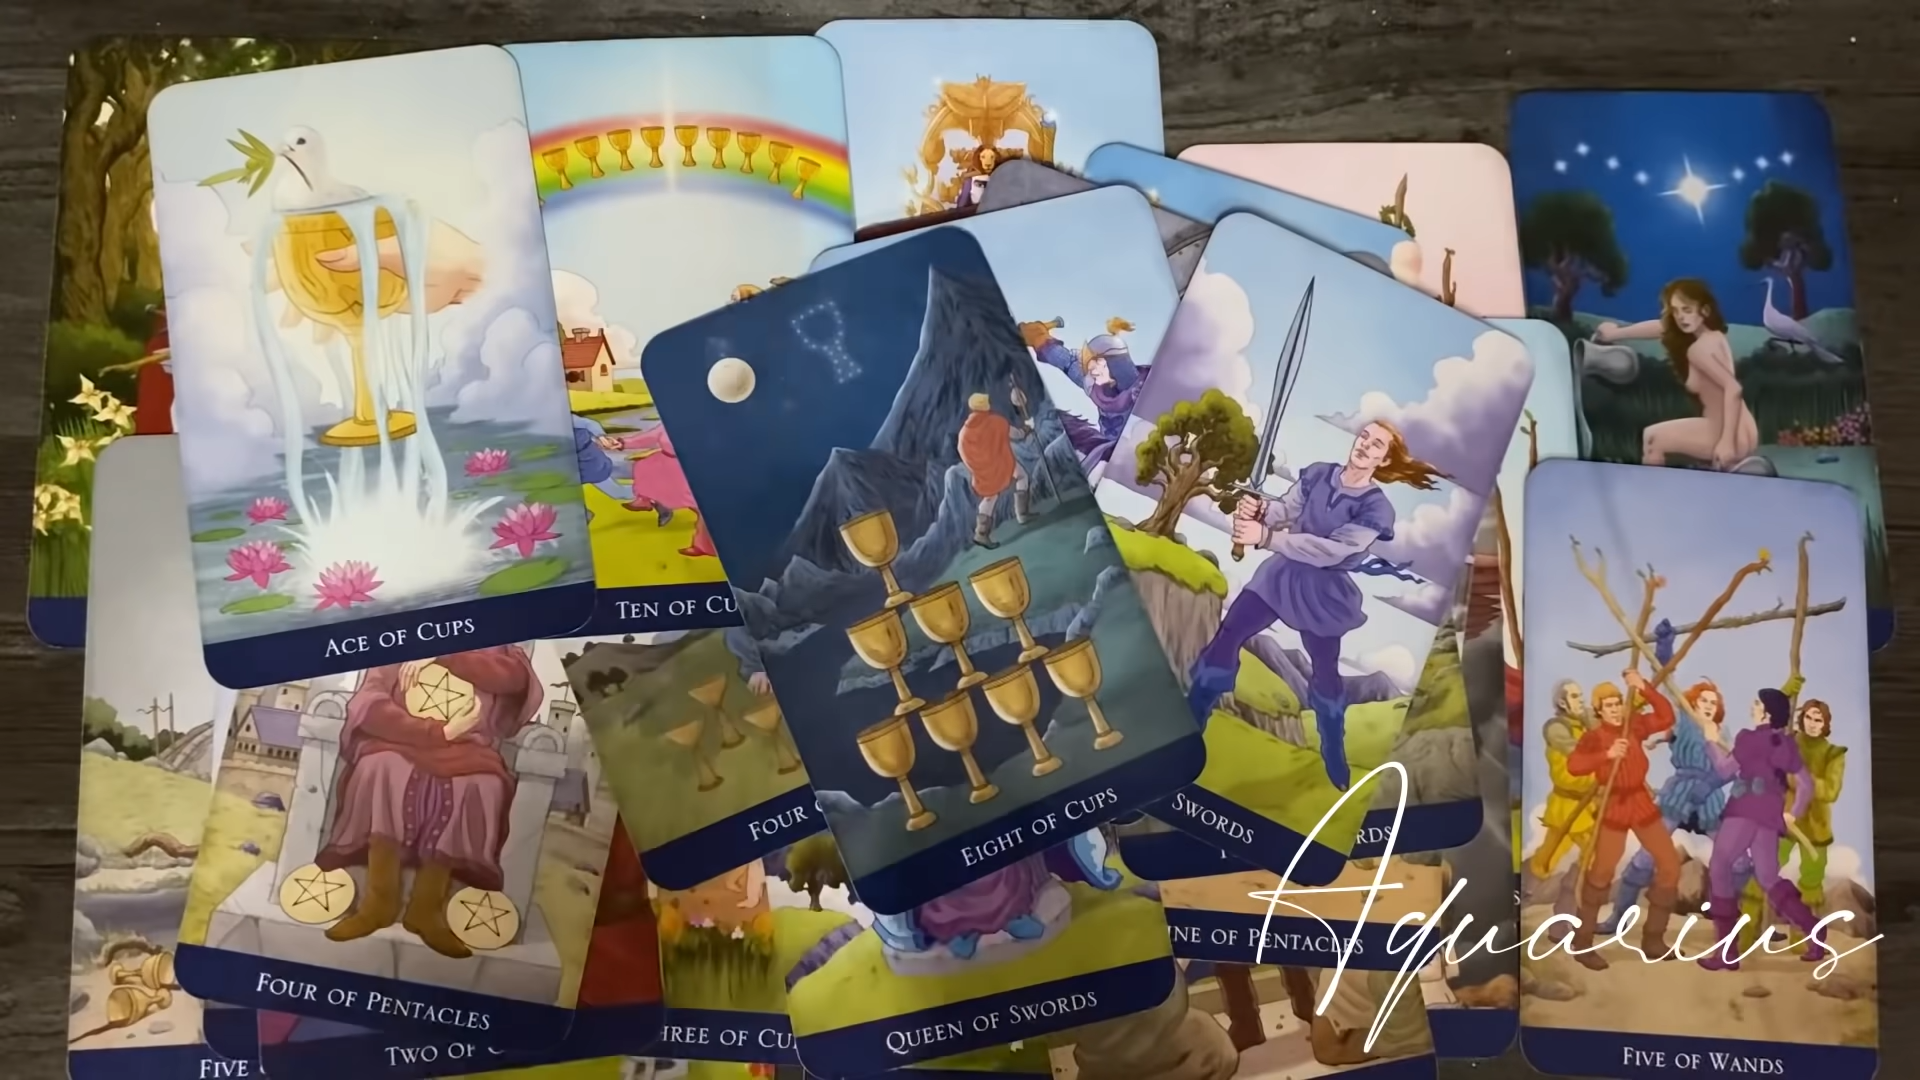 ACE OF CUPS
TEN OF CU
FOUR
EIGHT OF CUPS
SWORDS
RDS
INE OF PENTACLES
Aquarius
FOUR OF PENTACLES
QUEEN OF SWORDS
HREE OF CU
TWO OF
FIVE
FIVE OF WANDS